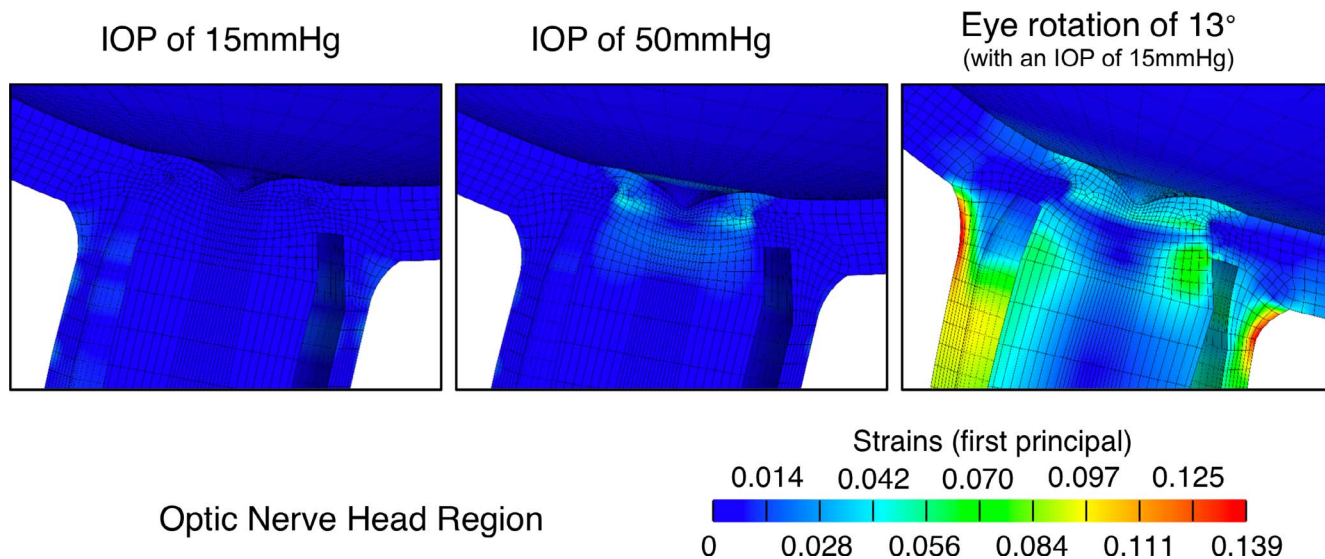 IOP of 15mmHg
IOP of 50mmHg
Eye rotation of 13°
(with an IOP of 15mmHg)
Strains (first principal)
0.014 0.042 0.070 0.097 0.125
0 0.028 0.056 0.084 0.111 0.139
Optic Nerve Head Region